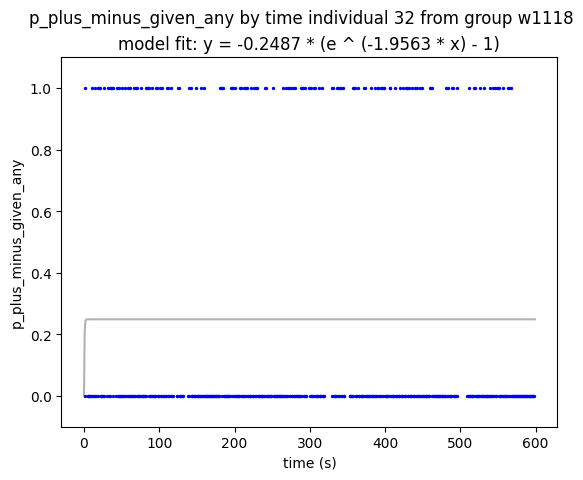 p_plus_minus_given_any by time individual 32 from group w1118
model fit: y = -0.2487 * (e ^ (-1.9563 * x) - 1)
1.0
0.8
0.6
0.4
0.2
0.0
p_plus_minus_given_any
0 100 200 300 400 500 600
time (s)